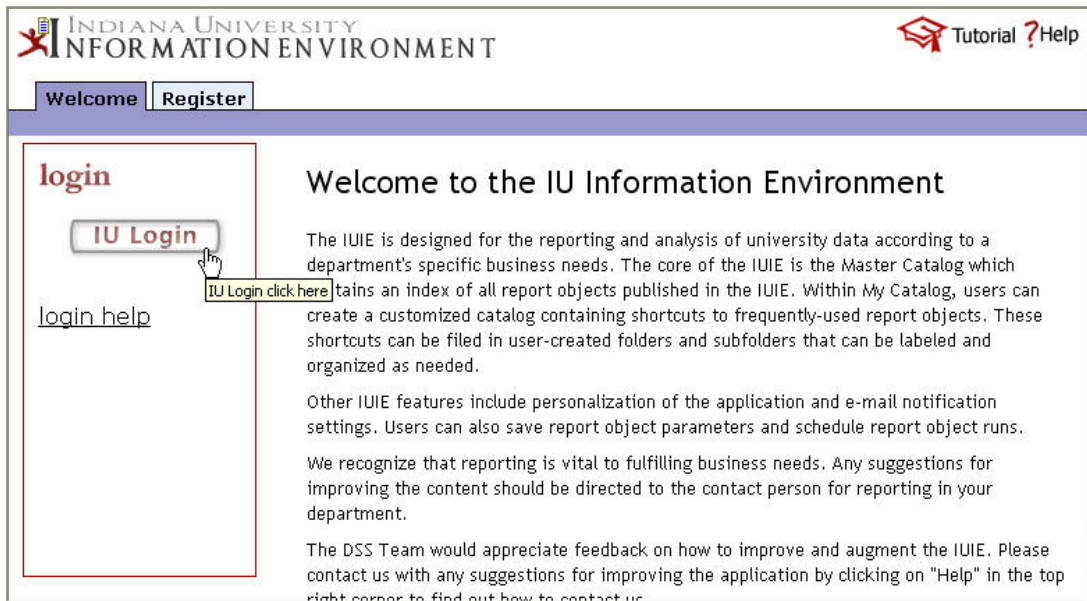 INDIANA UNIVERSITY
INFORMATION ENVIRONMENT
Tutorial ?Help
Welcome Register
login
IU Login
IU Login click here
login help
Welcome to the IU Information Environment
The IUIE is designed for the reporting and analysis of university data according to a
department's specific business needs. The core of the IUIE is the Master Catalog which
tains an index of all report objects published in the IUIE. Within My Catalog, users can
create a customized catalog containing shortcuts to frequently-used report objects. These
shortcuts can be filed in user-created folders and subfolders that can be labeled and
organized as needed.
Other IUIE features include personalization of the application and e-mail notification
settings. Users can also save report object parameters and schedule report object runs.
We recognize that reporting is vital to fulfilling business needs. Any suggestions for
improving the content should be directed to the contact person for reporting in your
department.
The DSS Team would appreciate feedback on how to improve and augment the IUIE. Please
contact us with any suggestions for improving the application by clicking on "Help" in the top
right corner to find out how to contact us